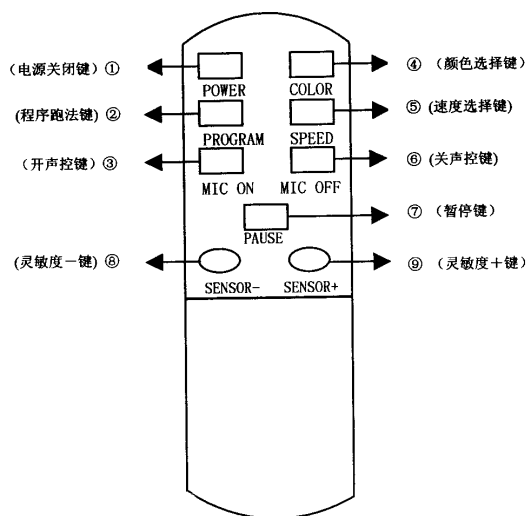 (电源关闭键) ①
④ (颜色选择键)
POWER
COLOR
(程序跑法键) ②
⑤ (速度选择键)
PROGRAM
SPEED
(开声控键) ③
⑥ (关声控键)
MIC ON
MIC OFF
⑦ (暂停键)
PAUSE
(灵敏度－键) ⑧
⑨ (灵敏度＋键)
SENSOR-
SENSOR+